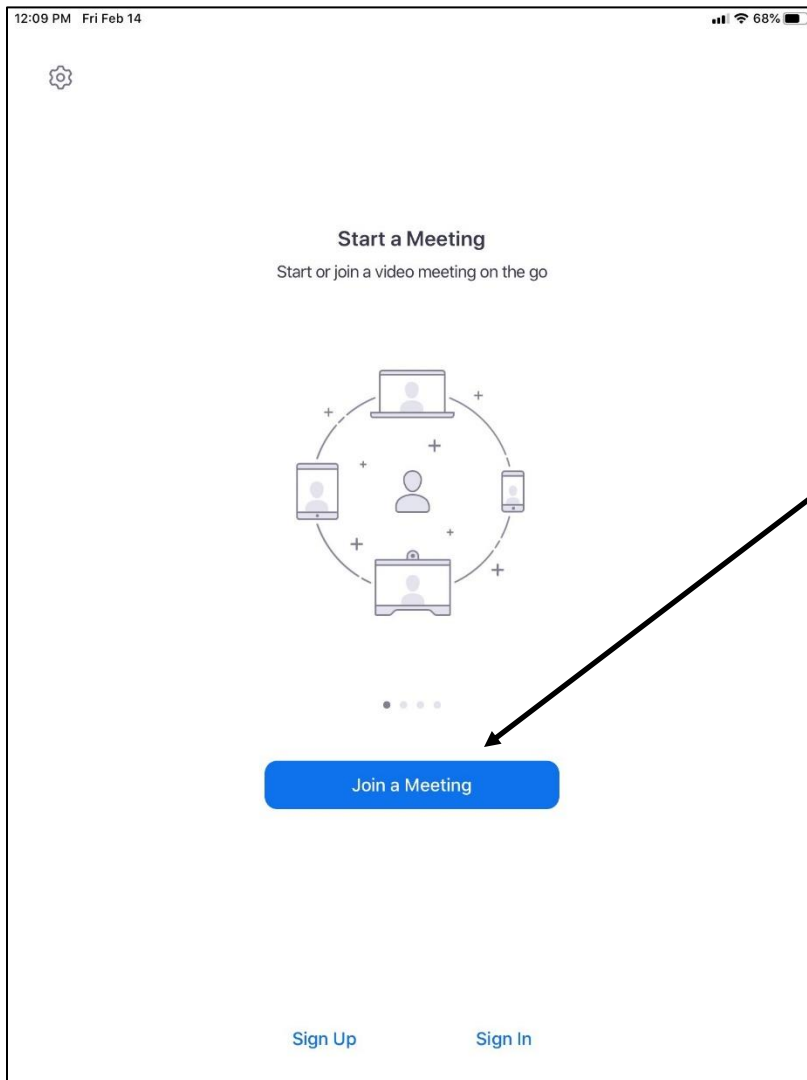 12:09 PM Fri Feb 14 68%
Start a Meeting
Start or join a video meeting on the go
Join a Meeting
Sign Up Sign In